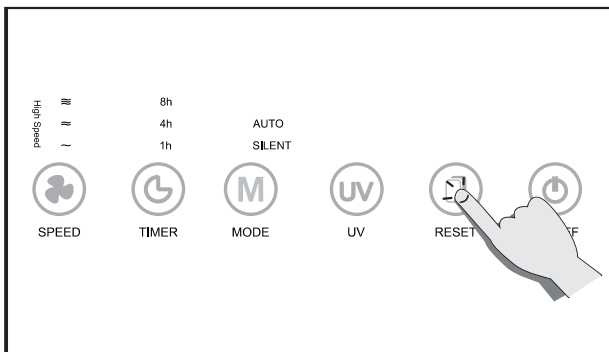 High Speed
8h
4h
AUTO
1h
SILENT
M
UV
SPEED
TIMER
MODE
UV
RESET